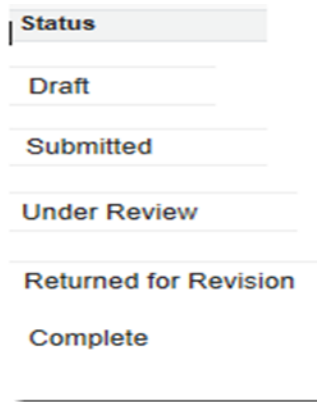 Status
Draft
Submitted
Under Review
Returned for Revision
Complete